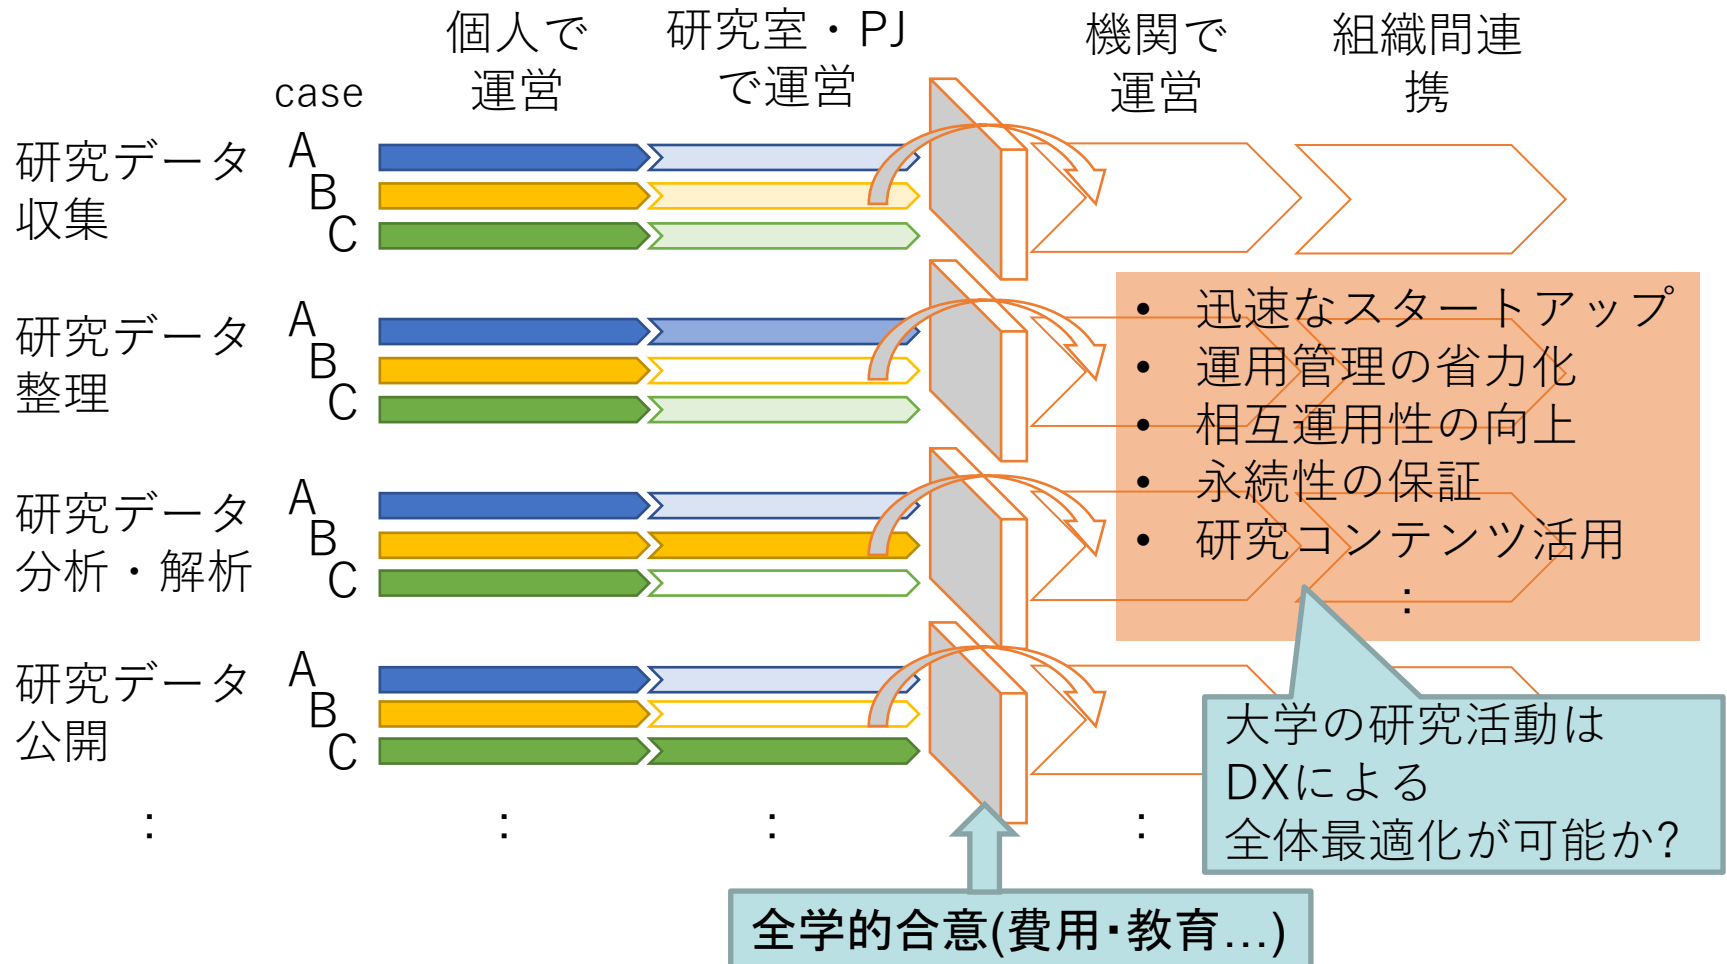 個人で
運営
研究室・PJ
で運営
機関で
運営
組織間連
携
case
研究データ
収集
A
B
C
研究データ
整理
A
B
C
研究データ
分析・解析
A
B
C
研究データ
公開
A
B
C
:
:
:
:
• 迅速なスタートアップ
• 運用管理の省力化
• 相互運用性の向上
• 永続性の保証
• 研究コンテンツ活用
:
大学の研究活動は
DXによる
全体最適化が可能か?
全学的合意(費用・教育…)